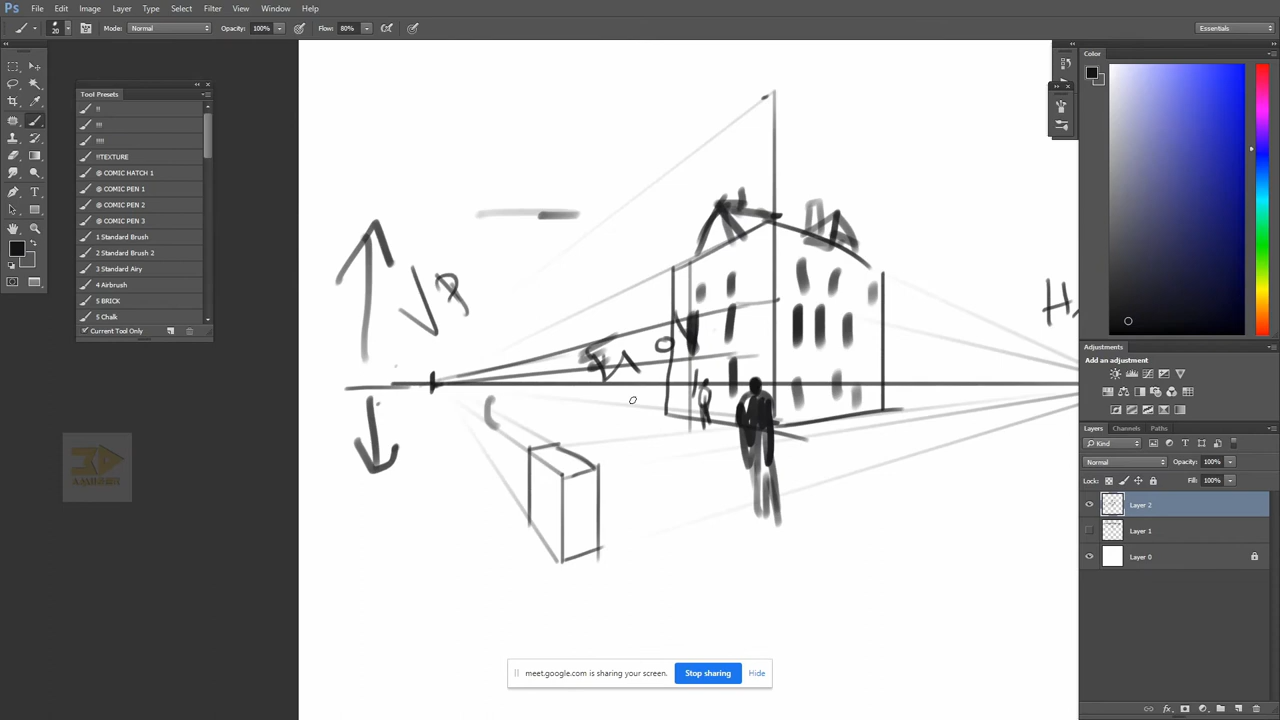 Ps File Edit Image Layer Type Select Filter View Window Help
20 Mode: Normal Opacity: 100% Flow: 80% Essentials
Tool Presets
!!
!!!
!!!!
!!TEXTURE
@ COMIC HATCH 1
@ COMIC PEN 1
@ COMIC PEN 2
@ COMIC PEN 3
1 Standard Brush
2 Standard Brush 2
3 Standard Airy
4 Airbrush
5 BRICK
5 Chalk
Current Tool Only
Color
Adjustments
Add an adjustment
Layers Channels Paths
Kind
Normal Opacity: 100%
Lock: Fill: 100%
Layer 2
Layer 1
Layer 0
VP
meet.google.com is sharing your screen. Stop sharing Hide